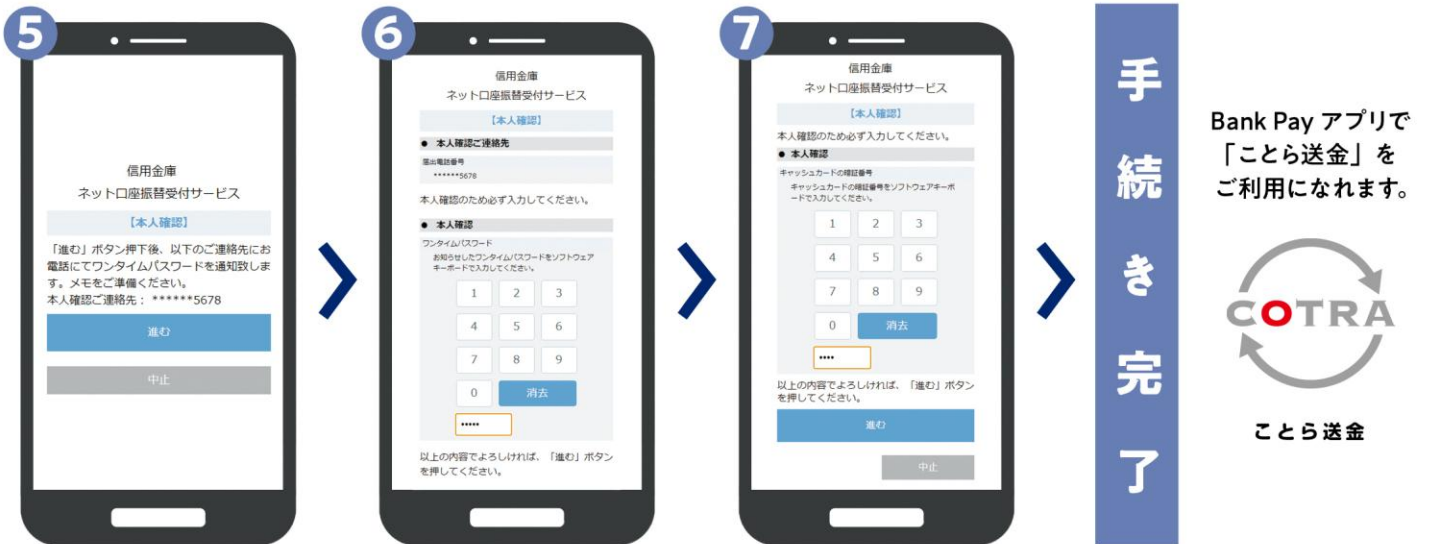 5
信用金庫
ネット口座振替受付サービス
【本人確認】
「進む」ボタン押下後、以下のご連絡先にお
電話にてワンタイムパスワードを通知致しま
す。メモをご準備ください。
本人確認ご連絡先： ******5678
進む
中止
6
信用金庫
ネット口座振替受付サービス
【本人確認】
● 本人確認ご連絡先
届出電話番号
******5678
本人確認のため必ず入力してください。
● 本人確認
ワンタイムパスワード
お知らせしたワンタイムパスワードをソフトウェア
キーボードで入力してください。
1 2 3
4 5 6
7 8 9
0 消去
•••••
以上の内容でよろしければ、「進む」ボタン
を押してください。
7
信用金庫
ネット口座振替受付サービス
【本人確認】
本人確認のため必ず入力してください。
● 本人確認
キャッシュカードの暗証番号
キャッシュカードの暗証番号をソフトウェアキーボ
ードで入力してください。
1 2 3
4 5 6
7 8 9
0 消去
••••
以上の内容でよろしければ、「進む」ボタン
を押してください。
進む
中止
手続き完了
Bank Pay アプリで
「ことら送金」を
ご利用になれます。
COTRA
ことら送金